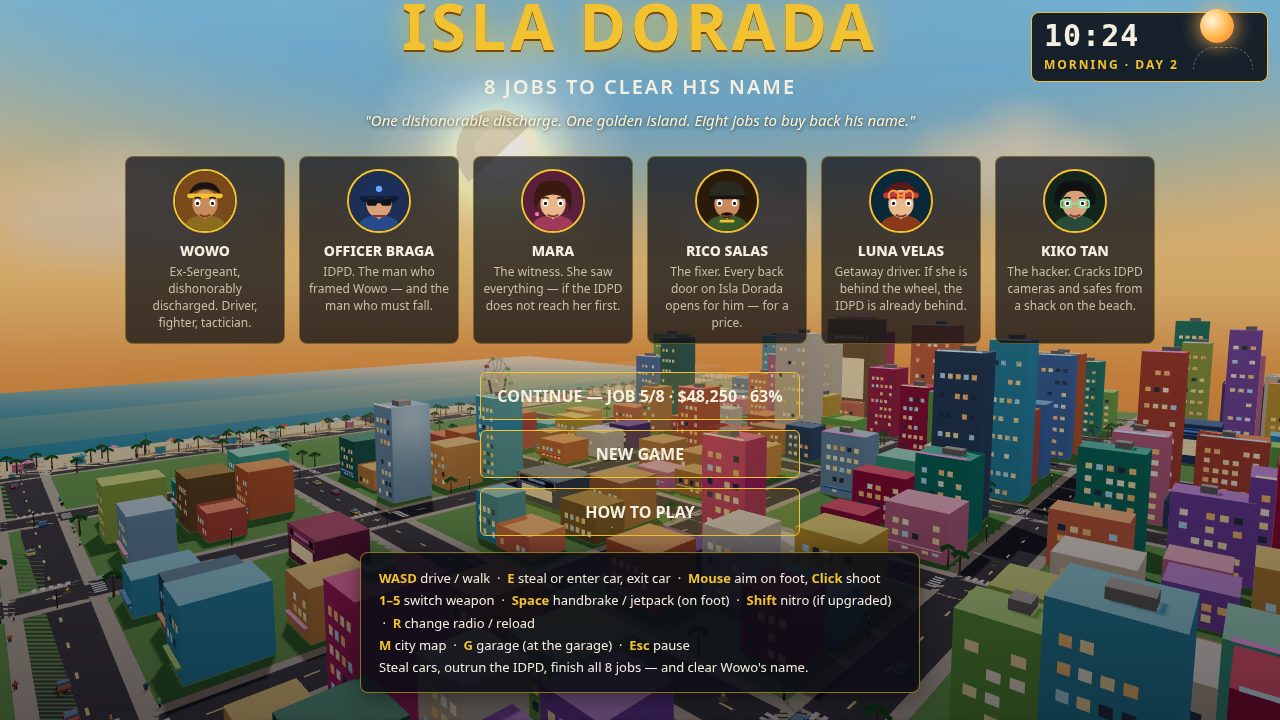 ISLA DORADA
10:24
MORNING · DAY 2
8 JOBS TO CLEAR HIS NAME
"One dishonorable discharge. One golden island. Eight jobs to buy back his name."
WOWO
Ex-Sergeant,
dishonorably
discharged. Driver,
fighter, tactician.
OFFICER BRAGA
IDPD. The man who
framed Wowo — and the
man who must fall.
MARA
The witness. She saw
everything — if the IDPD
does not reach her first.
RICO SALAS
The fixer. Every back
door on Isla Dorada
opens for him — for a
price.
LUNA VELAS
Getaway driver. If she is
behind the wheel, the
IDPD is already behind.
KIKO TAN
The hacker. Cracks IDPD
cameras and safes from
a shack on the beach.
CONTINUE — JOB 5/8 · $48,250 · 63%
NEW GAME
HOW TO PLAY
WASD drive / walk · E steal or enter car, exit car · Mouse aim on foot, Click shoot
1–5 switch weapon · Space handbrake / jetpack (on foot) · Shift nitro (if upgraded)
· R change radio / reload
M city map · G garage (at the garage) · Esc pause
Steal cars, outrun the IDPD, finish all 8 jobs — and clear Wowo's name.